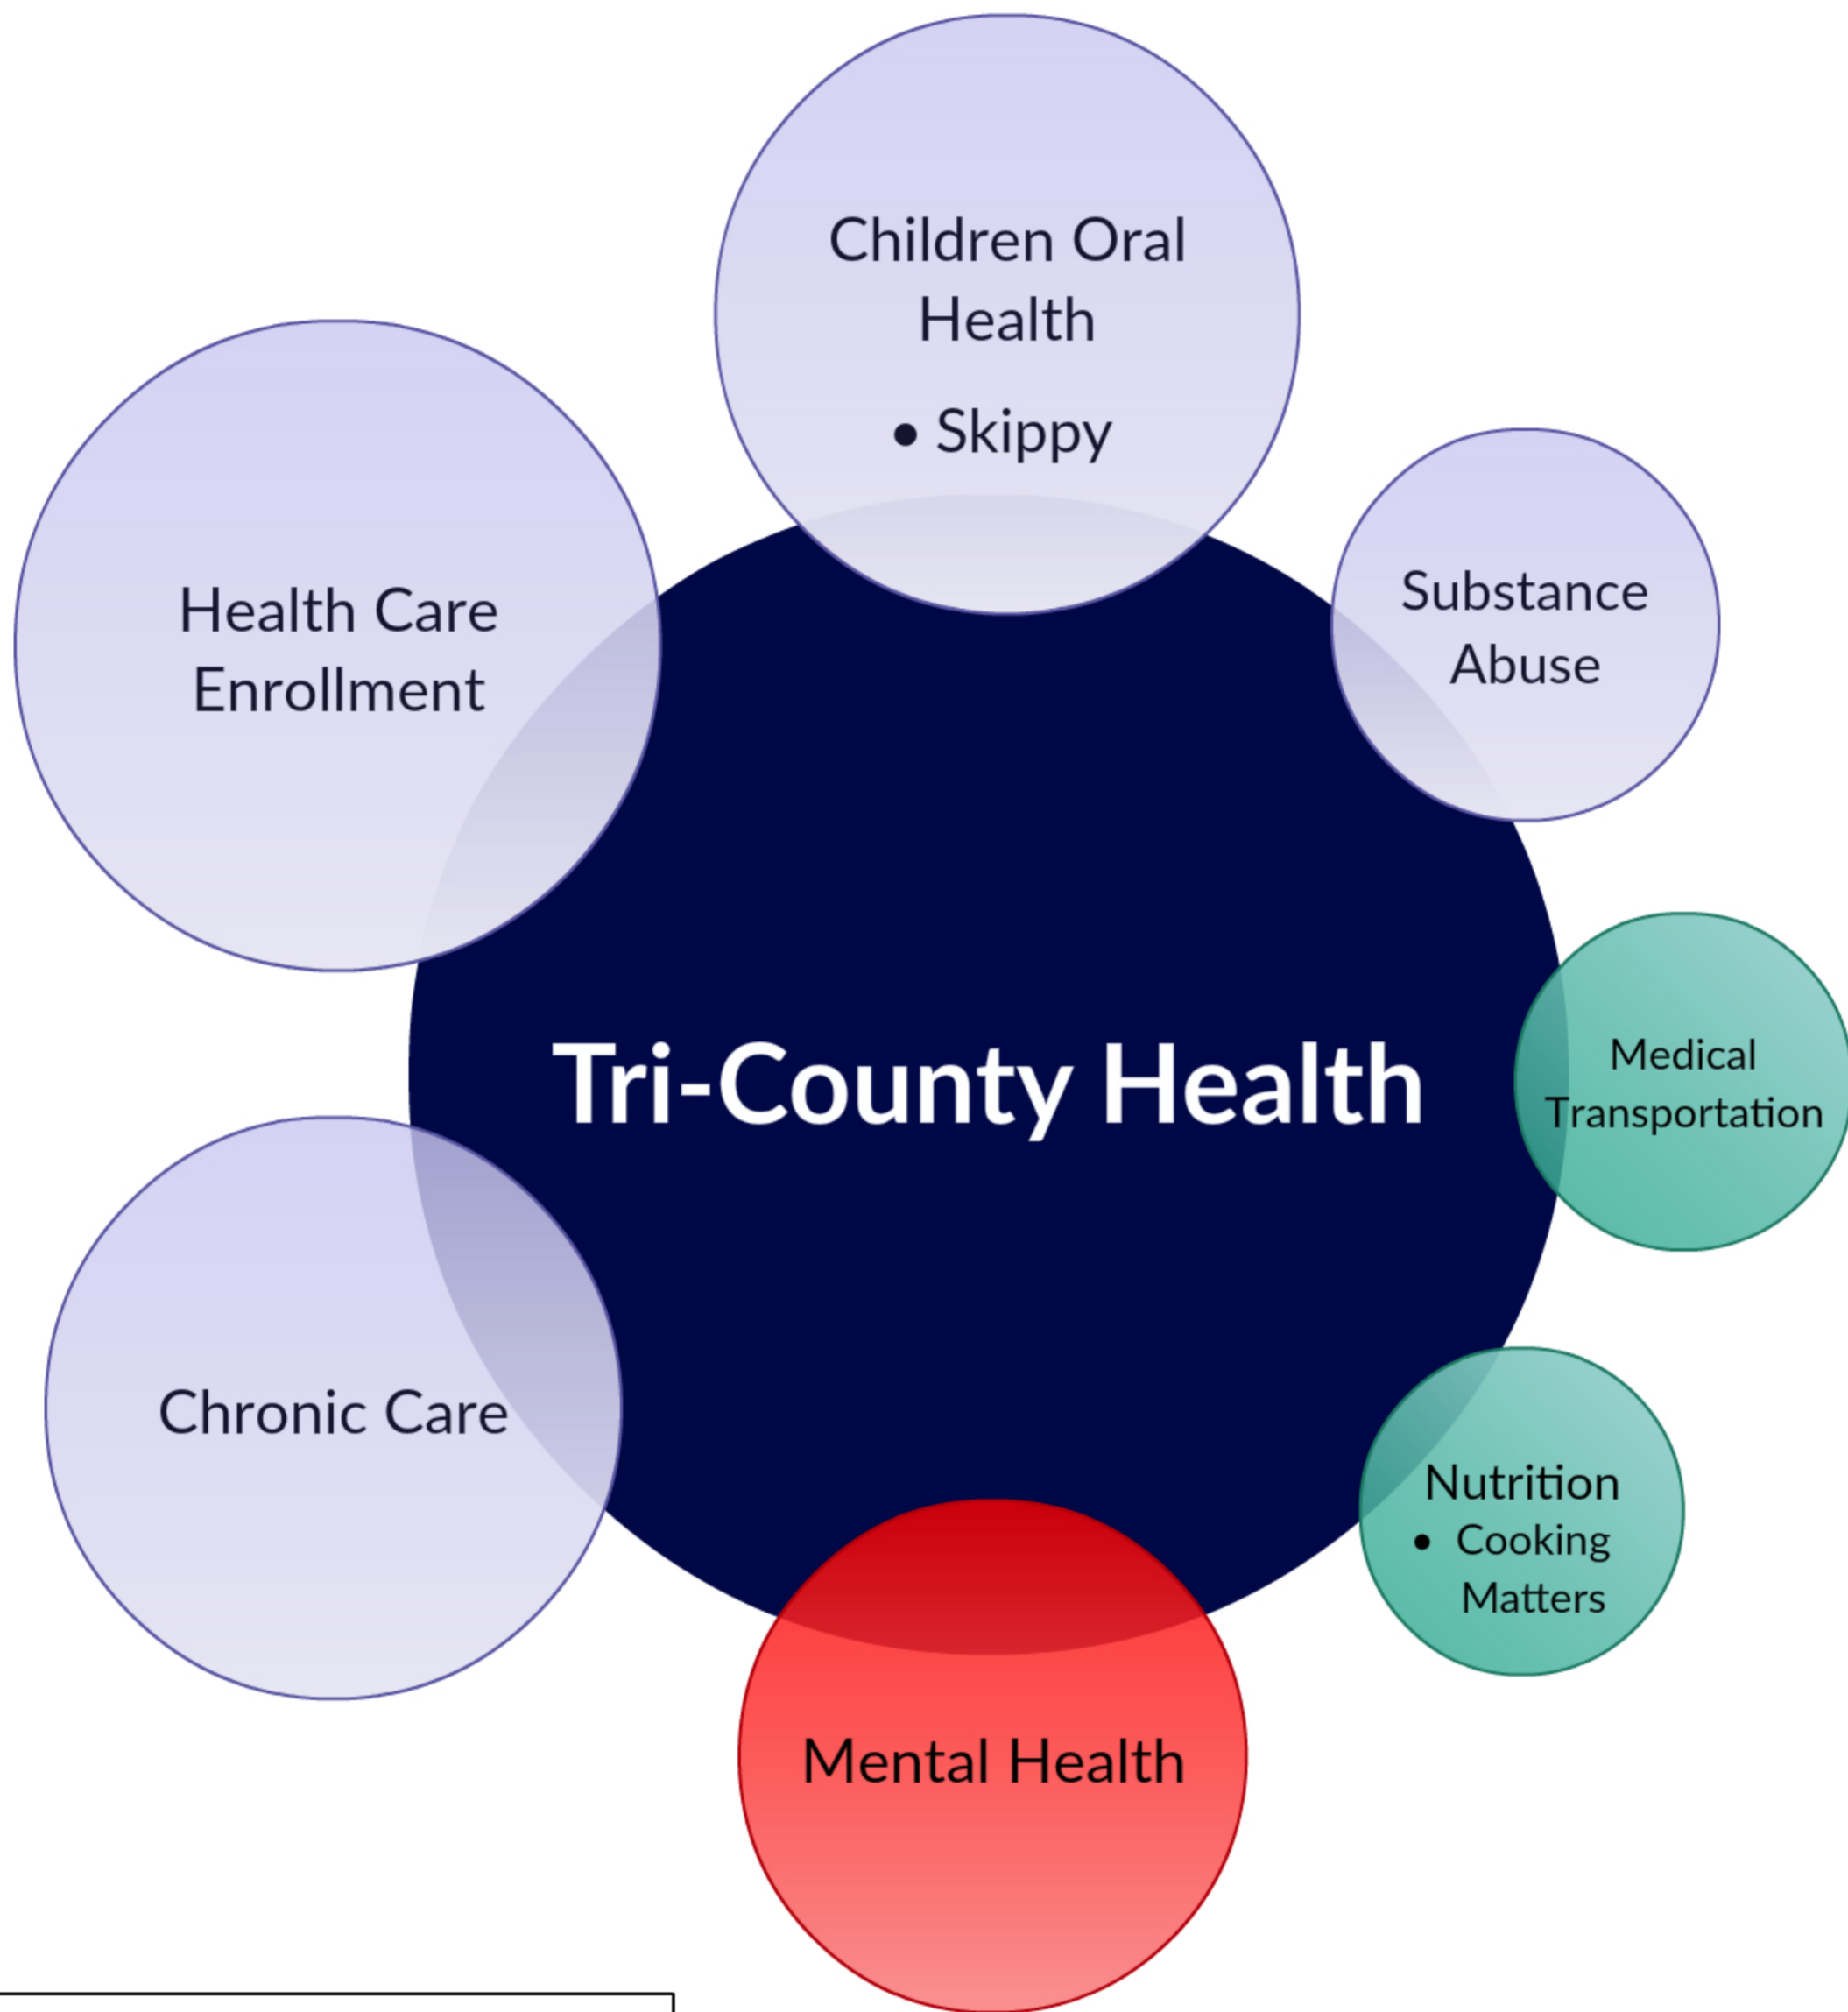 Children Oral
Health
• Skippy
Substance
Abuse
Health Care
Enrollment
Tri-County Health
Medical
Transportation
Chronic Care
Nutrition
• Cooking
Matters
Mental Health